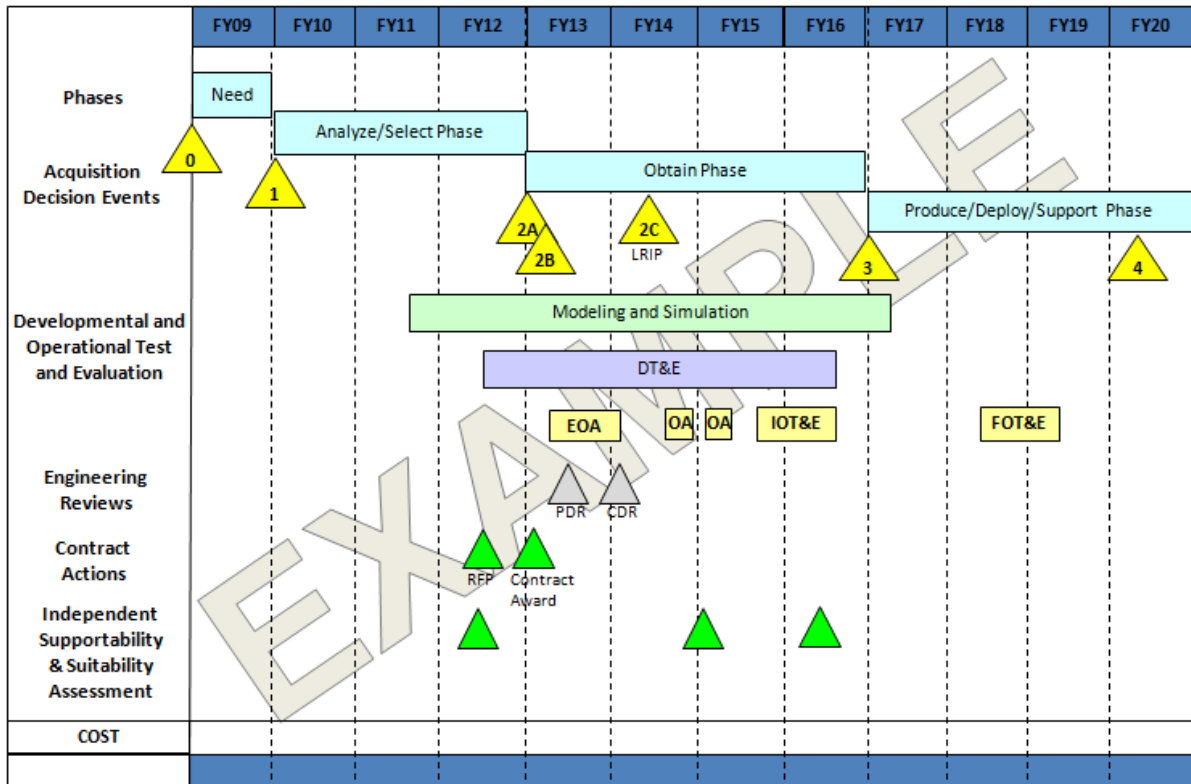 FY09 FY10 FY11 FY12 FY13 FY14 FY15 FY16 FY17 FY18 FY19 FY20
Phases
Need
Analyze/Select Phase
Obtain Phase
Produce/Deploy/Support Phase
Acquisition
Decision Events
0
1
2A
2B
2C
LRIP
3
4
Developmental and
Operational Test
and Evaluation
Modeling and Simulation
DT&E
EOA OA OA IOT&E FOT&E
Engineering
Reviews
PDR CDR
Contract
Actions
RFP
Contract
Award
Independent
Supportability
& Suitability
Assessment
COST
EXAMPLE